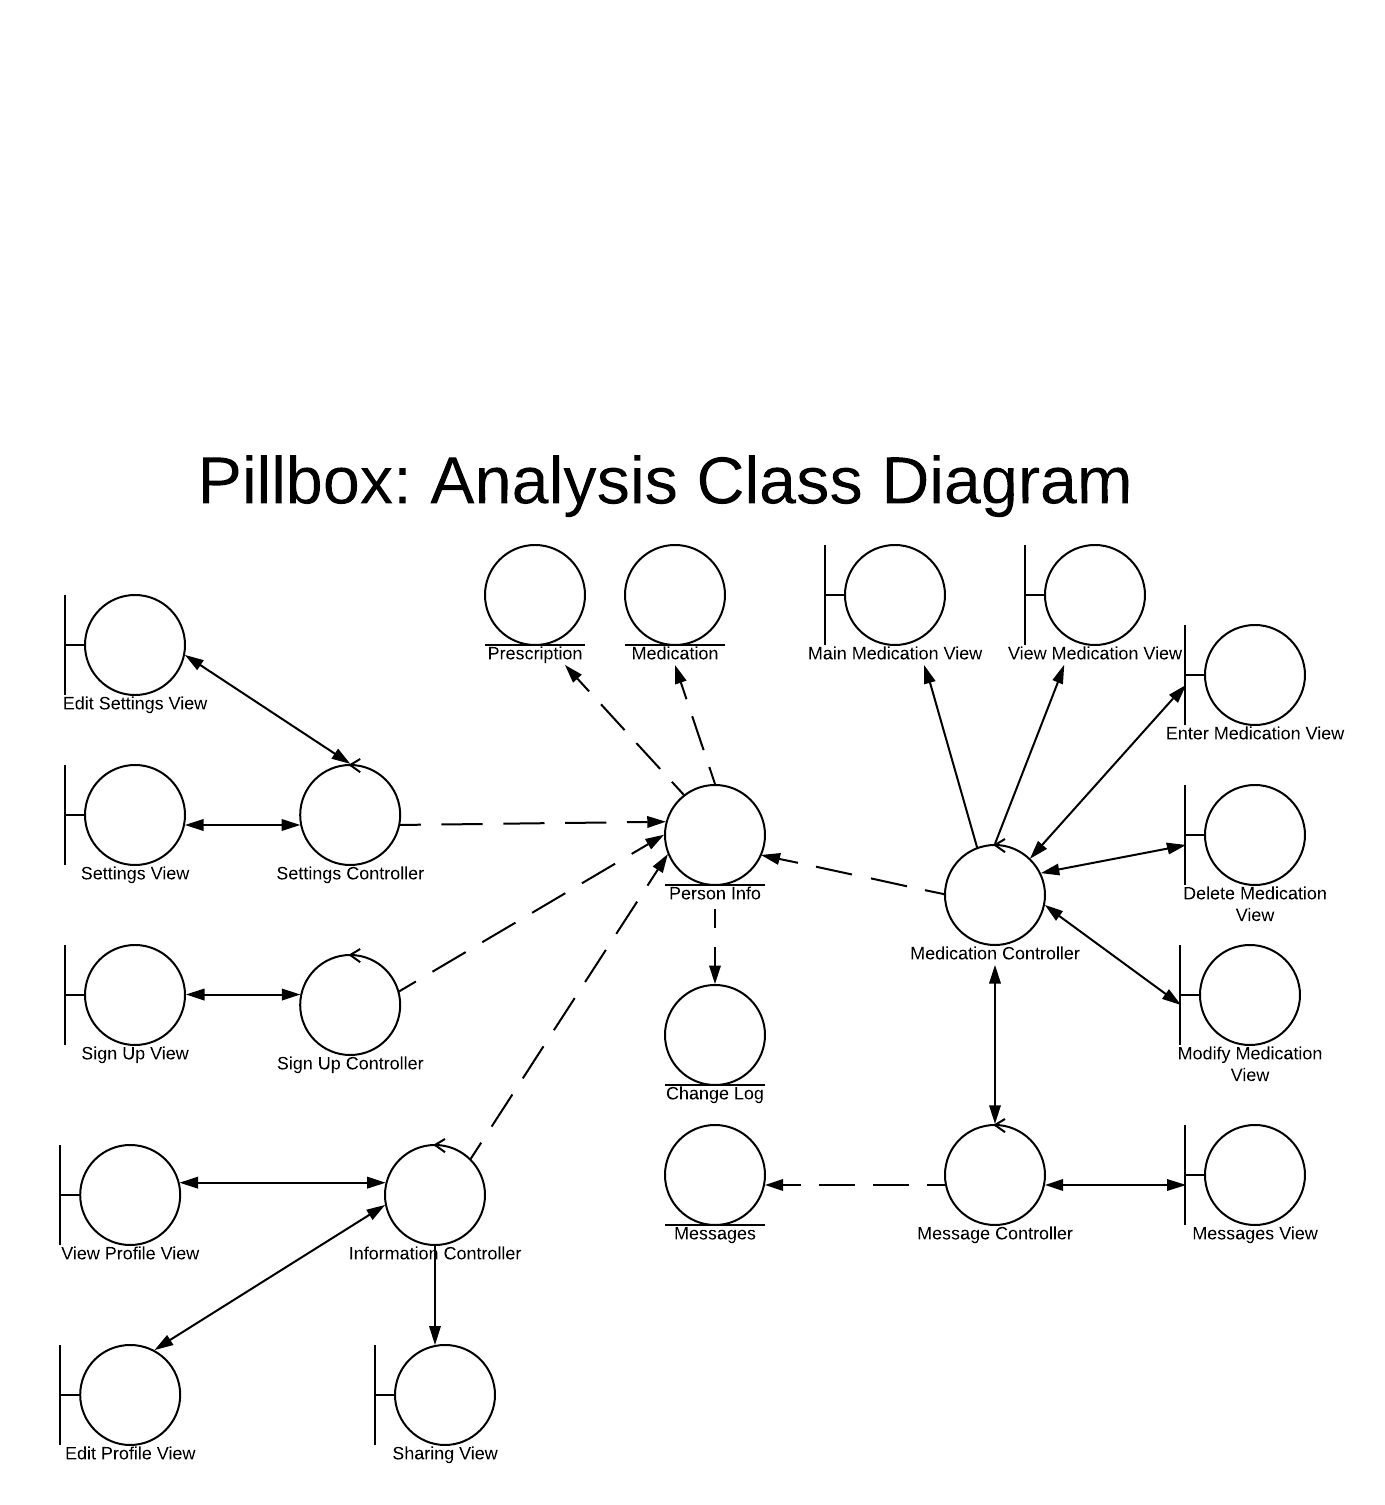 Pillbox: Analysis Class Diagram
Prescription
Medication
Main Medication View
View Medication View
Edit Settings View
Enter Medication View
Settings View
Settings Controller
Person Info
Delete Medication
View
Medication Controller
Sign Up View
Sign Up Controller
Change Log
Modify Medication
View
View Profile View
Information Controller
Messages
Message Controller
Messages View
Edit Profile View
Sharing View